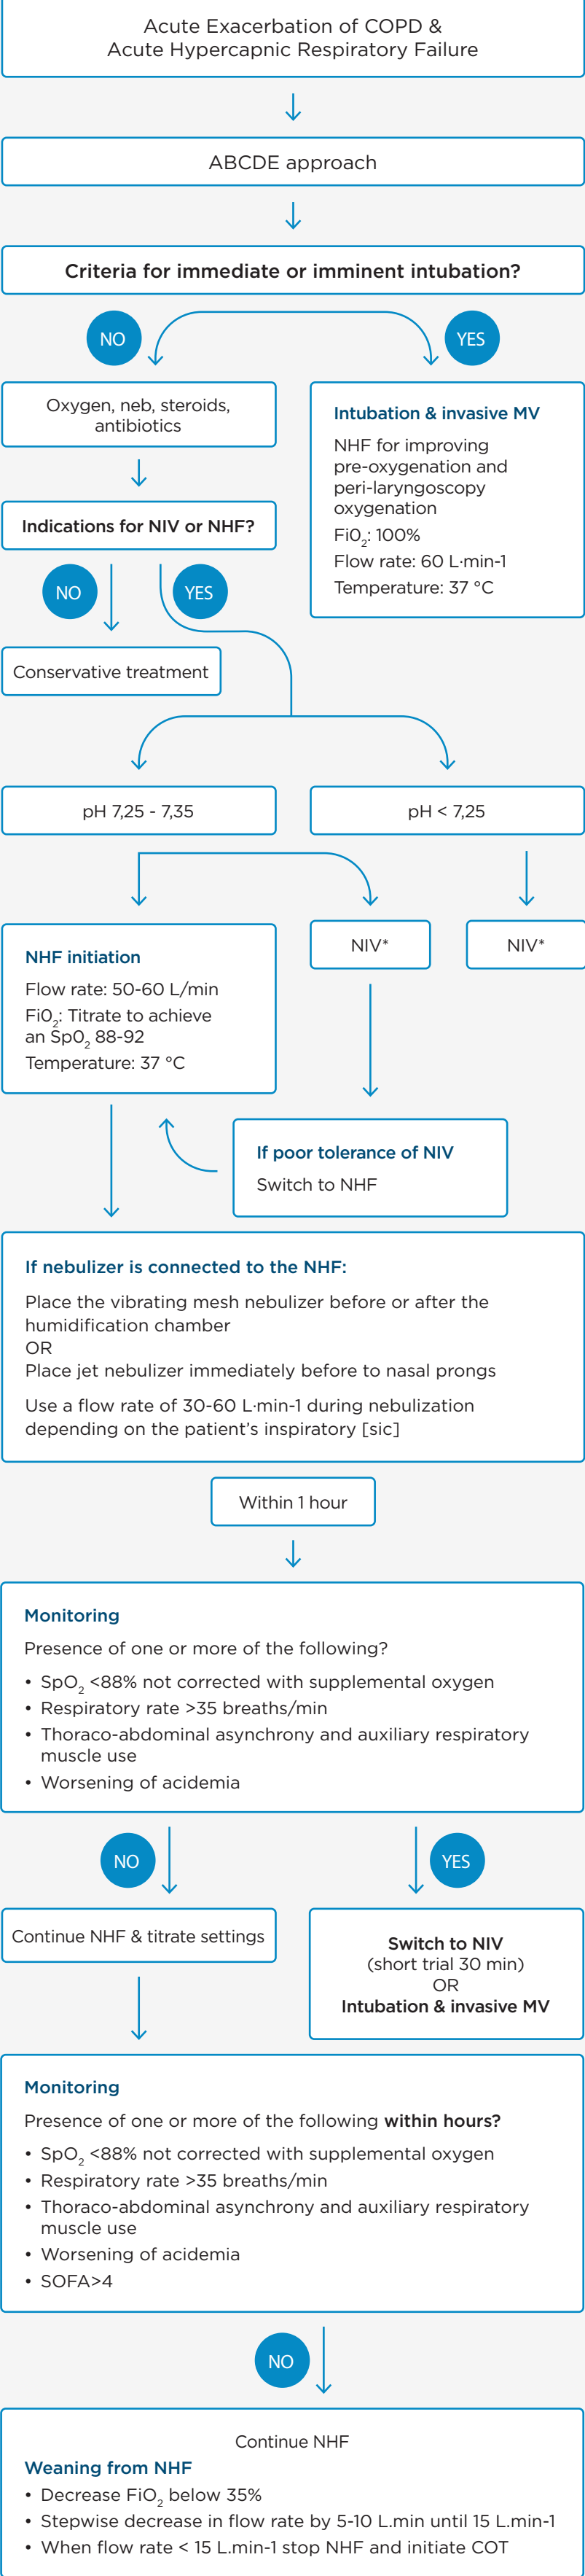 Acute Exacerbation of COPD &
Acute Hypercapnic Respiratory Failure
ABCDE approach
Criteria for immediate or imminent intubation?
NO
YES
Oxygen, neb, steroids,
antibiotics
Intubation & invasive MV
NHF for improving
pre-oxygenation and
peri-laryngoscopy
oxygenation
Fi0₂: 100%
Flow rate: 60 L·min-1
Temperature: 37 °C
Indications for NIV or NHF?
NO
YES
Conservative treatment
pH 7,25 - 7,35
pH < 7,25
NHF initiation
Flow rate: 50-60 L/min
Fi0₂: Titrate to achieve
an Sp0₂ 88-92
Temperature: 37 °C
NIV*
NIV*
If poor tolerance of NIV
Switch to NHF
If nebulizer is connected to the NHF:
Place the vibrating mesh nebulizer before or after the
humidification chamber
OR
Place jet nebulizer immediately before to nasal prongs
Use a flow rate of 30-60 L·min-1 during nebulization
depending on the patient's inspiratory [sic]
Within 1 hour
Monitoring
Presence of one or more of the following?
• SpO₂ <88% not corrected with supplemental oxygen
• Respiratory rate >35 breaths/min
• Thoraco-abdominal asynchrony and auxiliary respiratory
muscle use
• Worsening of acidemia
NO
YES
Continue NHF & titrate settings
Switch to NIV
(short trial 30 min)
OR
Intubation & invasive MV
Monitoring
Presence of one or more of the following within hours?
• SpO₂ <88% not corrected with supplemental oxygen
• Respiratory rate >35 breaths/min
• Thoraco-abdominal asynchrony and auxiliary respiratory
muscle use
• Worsening of acidemia
• SOFA>4
NO
Continue NHF
Weaning from NHF
• Decrease FiO₂ below 35%
• Stepwise decrease in flow rate by 5-10 L.min until 15 L.min-1
• When flow rate < 15 L.min-1 stop NHF and initiate COT